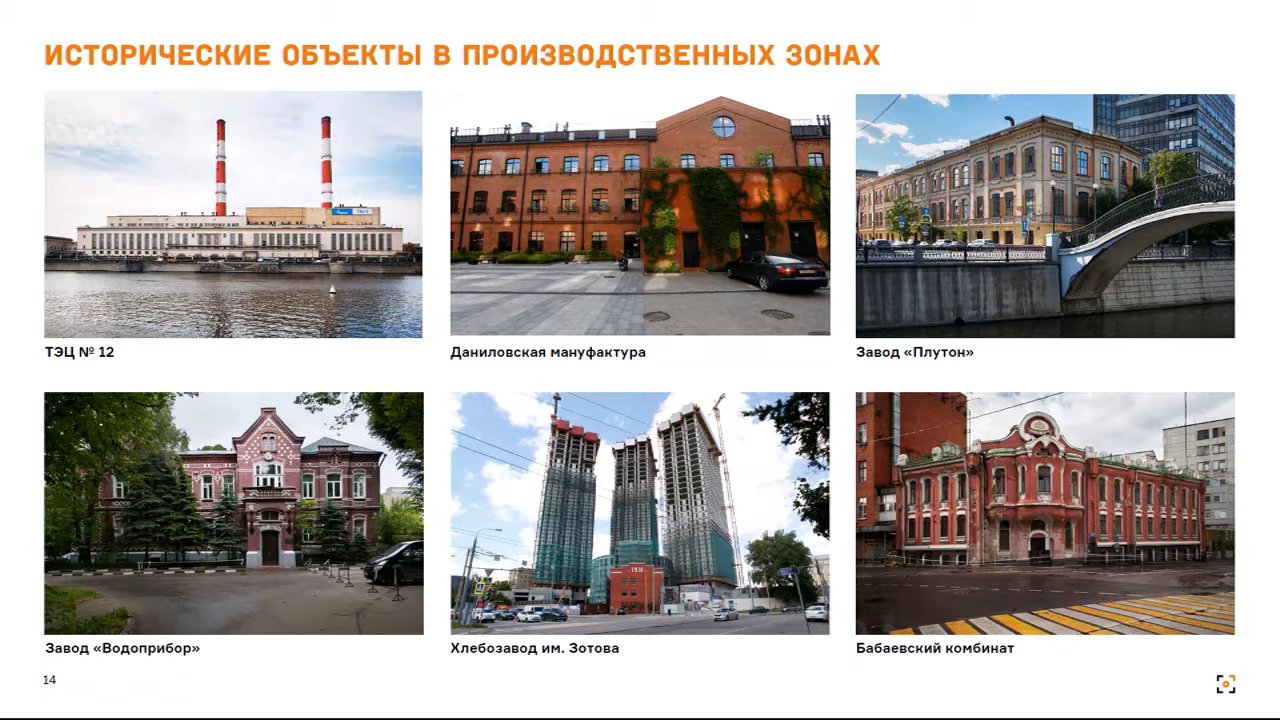 ИСТОРИЧЕСКИЕ ОБЪЕКТЫ В ПРОИЗВОДСТВЕННЫХ ЗОНАХ
ТЭЦ № 12
Даниловская мануфактура
Завод «Плутон»
Завод «Водоприбор»
Хлебозавод им. Зотова
Бабаевский комбинат
14